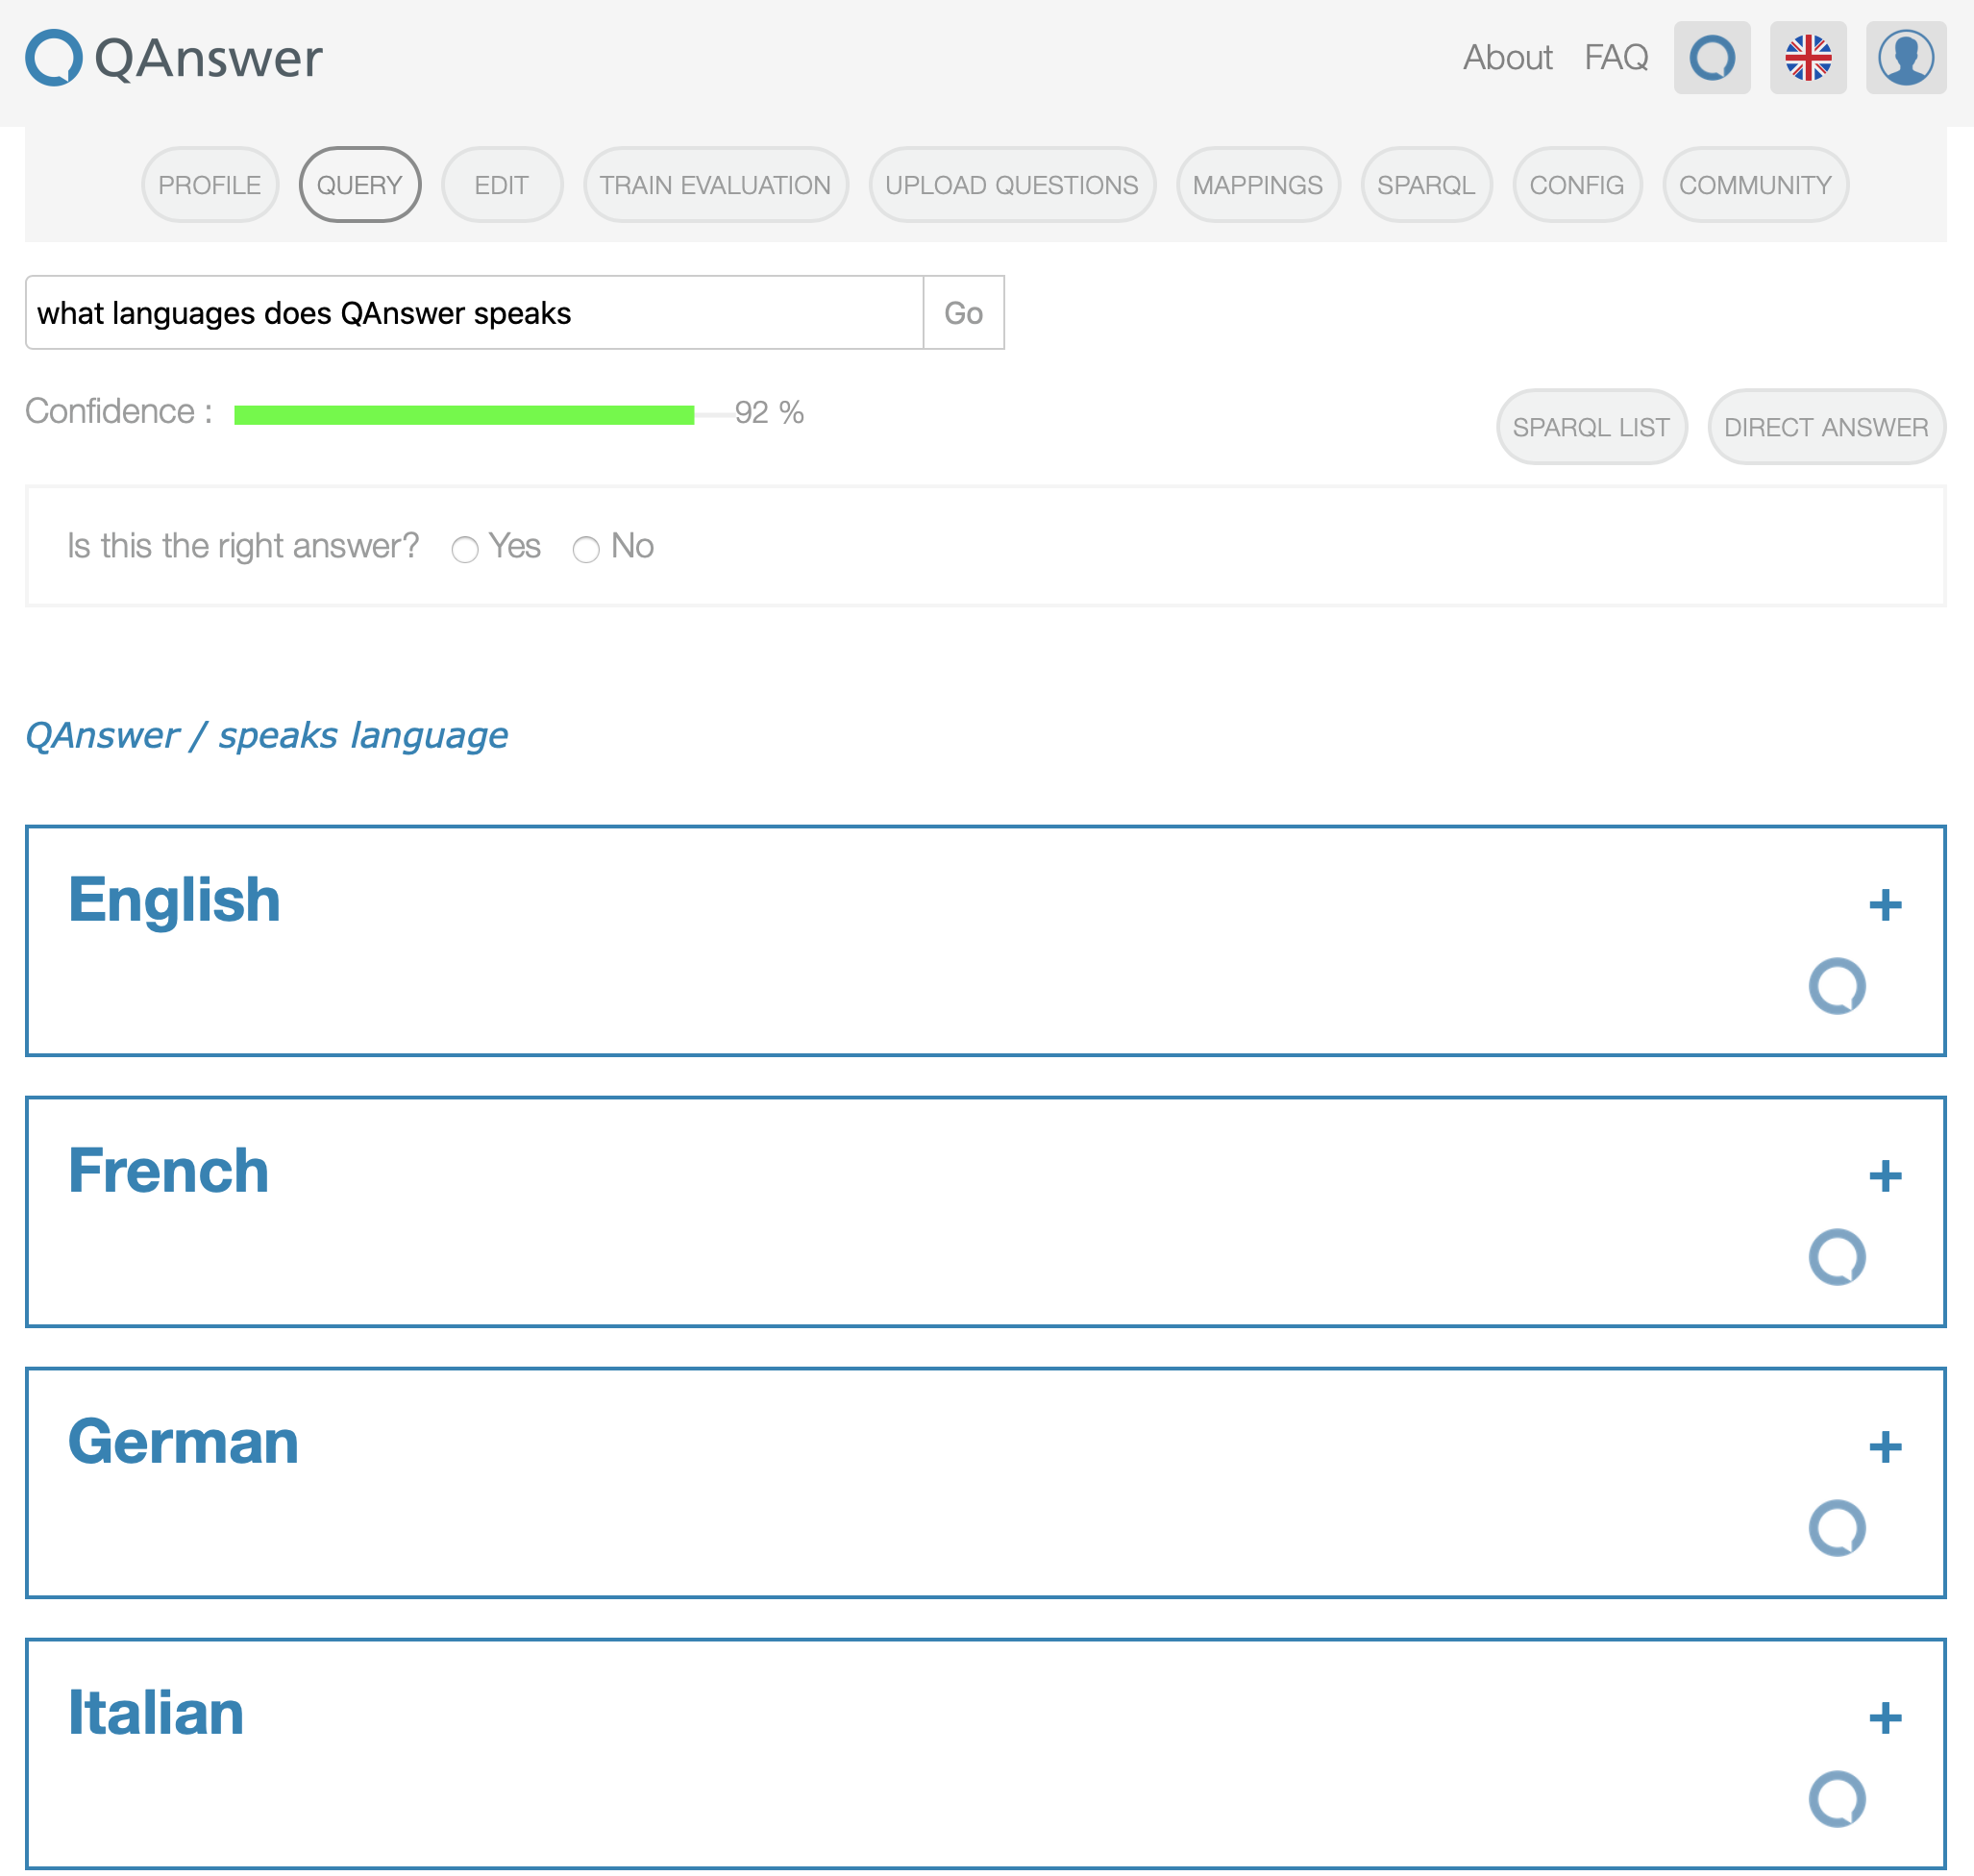 QAnswer
About FAQ
PROFILE QUERY EDIT TRAIN EVALUATION UPLOAD QUESTIONS MAPPINGS SPARQL CONFIG COMMUNITY
what languages does QAnswer speaks Go
Confidence : 92 %
SPARQL LIST DIRECT ANSWER
Is this the right answer? Yes No
QAnswer / speaks language
English +
French +
German +
Italian +